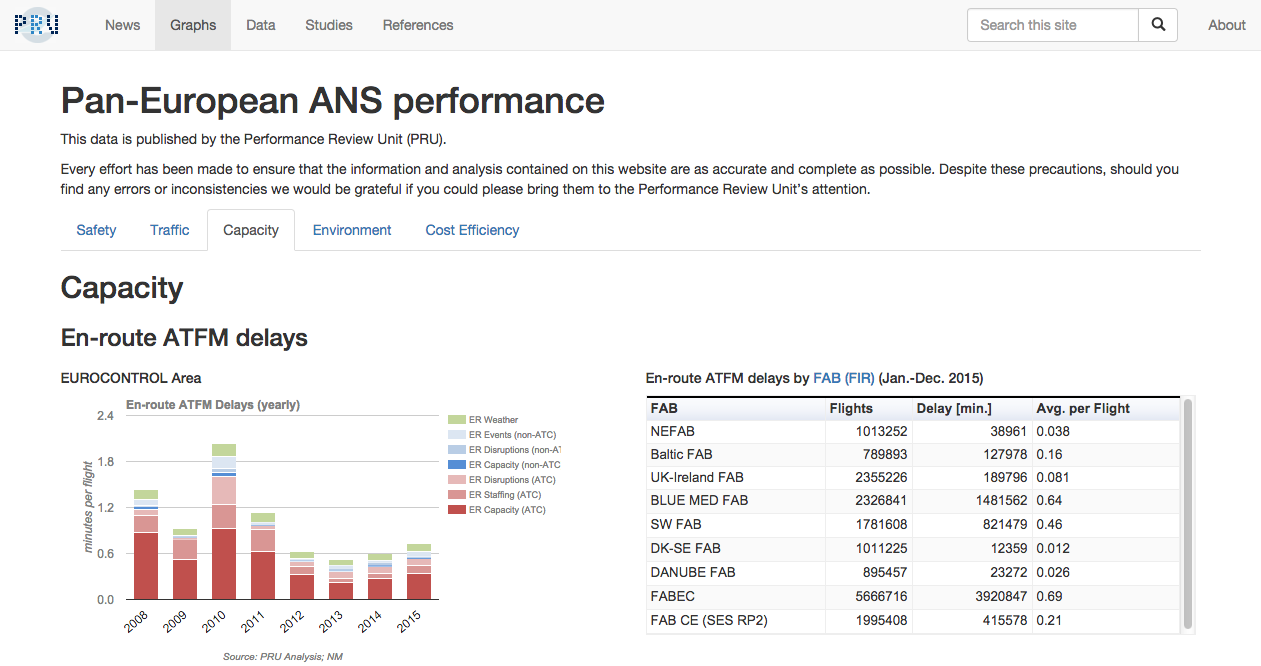 PRU News Graphs Data Studies References Search this site About
Pan-European ANS performance
This data is published by the Performance Review Unit (PRU).
Every effort has been made to ensure that the information and analysis contained on this website are as accurate and complete as possible. Despite these precautions, should you
find any errors or inconsistencies we would be grateful if you could please bring them to the Performance Review Unit's attention.
Safety Traffic Capacity Environment Cost Efficiency
Capacity
En-route ATFM delays
EUROCONTROL Area
En-route ATFM Delays (yearly)
minutes per flight
2.4
1.8
1.2
0.6
0.0
2008 2009 2010 2011 2012 2013 2014 2015
ER Weather
ER Events (non-ATC)
ER Disruptions (non-AT
ER Capacity (non-ATC
ER Disruptions (ATC)
ER Staffing (ATC)
ER Capacity (ATC)
Source: PRU Analysis; NM
En-route ATFM delays by FAB (FIR) (Jan.-Dec. 2015)
FAB Flights Delay [min.] Avg. per Flight
NEFAB 1013252 38961 0.038
Baltic FAB 789893 127978 0.16
UK-Ireland FAB 2355226 189796 0.081
BLUE MED FAB 2326841 1481562 0.64
SW FAB 1781608 821479 0.46
DK-SE FAB 1011225 12359 0.012
DANUBE FAB 895457 23272 0.026
FABEC 5666716 3920847 0.69
FAB CE (SES RP2) 1995408 415578 0.21